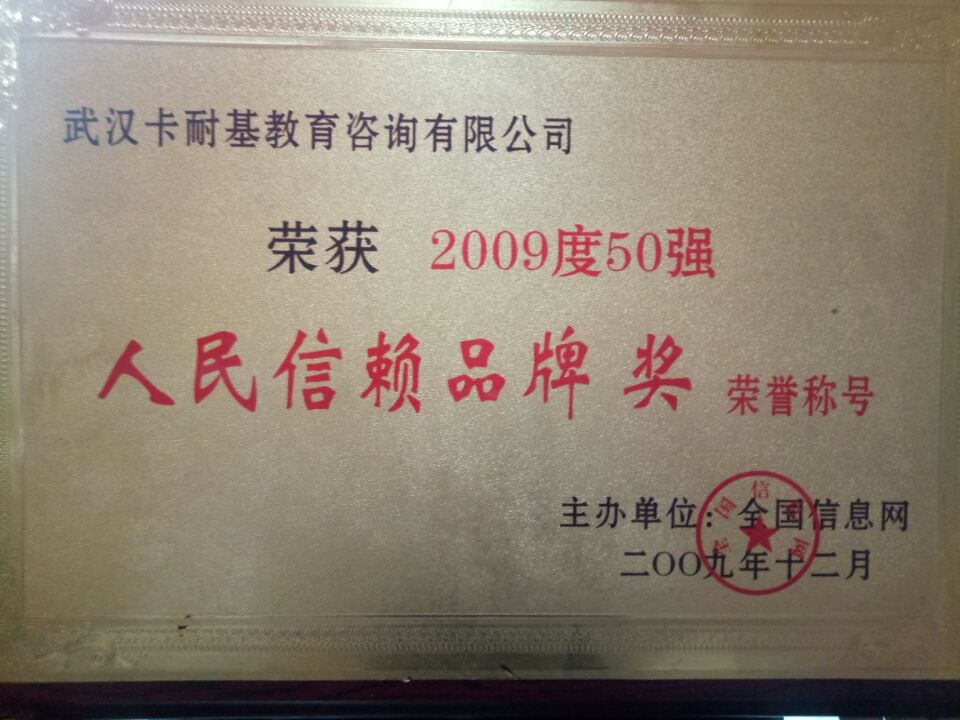 武汉卡耐基教育咨询有限公司
荣获 2009度50强
人民信赖品牌奖 荣誉称号
主办单位：全国信息网
二〇〇九年十二月